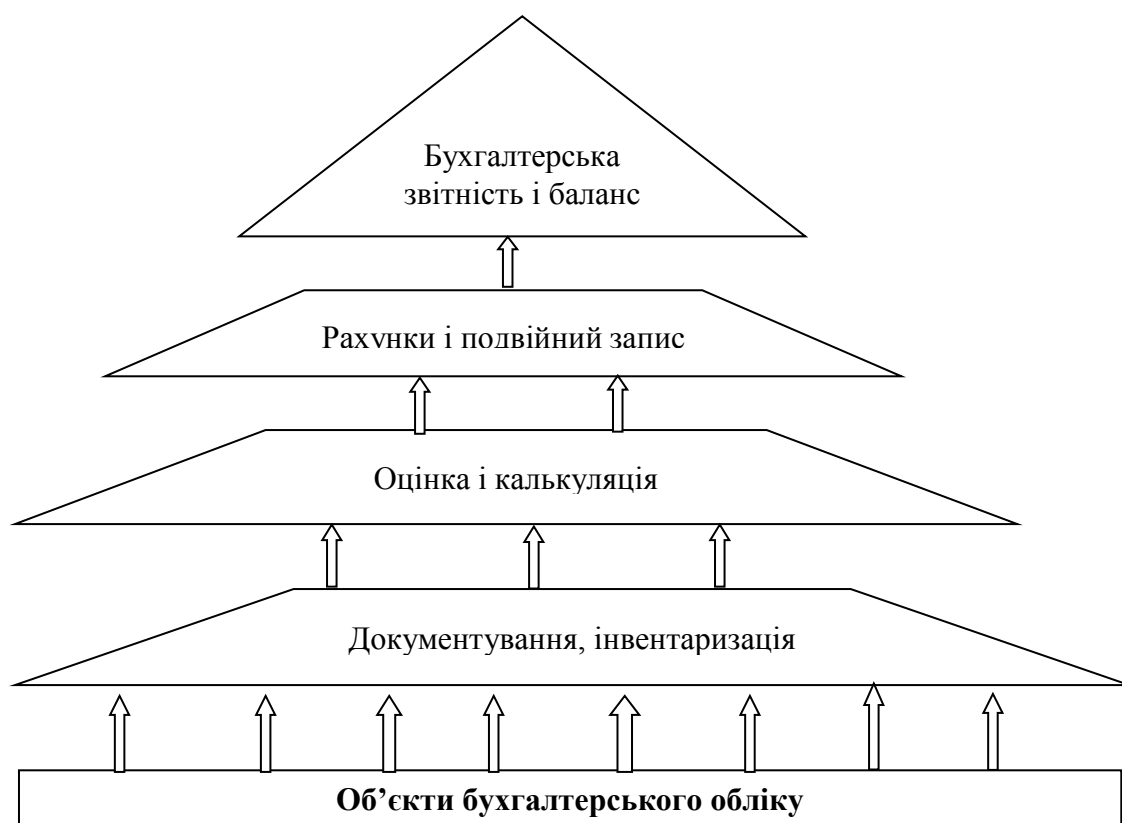 Бухгалтерська
звітність і баланс
Рахунки і подвійний запис
Оцінка і калькуляція
Документування, інвентаризація
Об’єкти бухгалтерського обліку